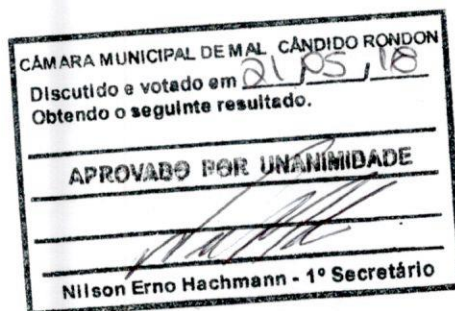 CÂMARA MUNICIPAL DE MAL CÂNDIDO RONDON
Discutido e votado em 21/05/18
Obtendo o seguinte resultado.
APROVADO POR UNANIMIDADE
Nilson Erno Hachmann - 1º Secretário